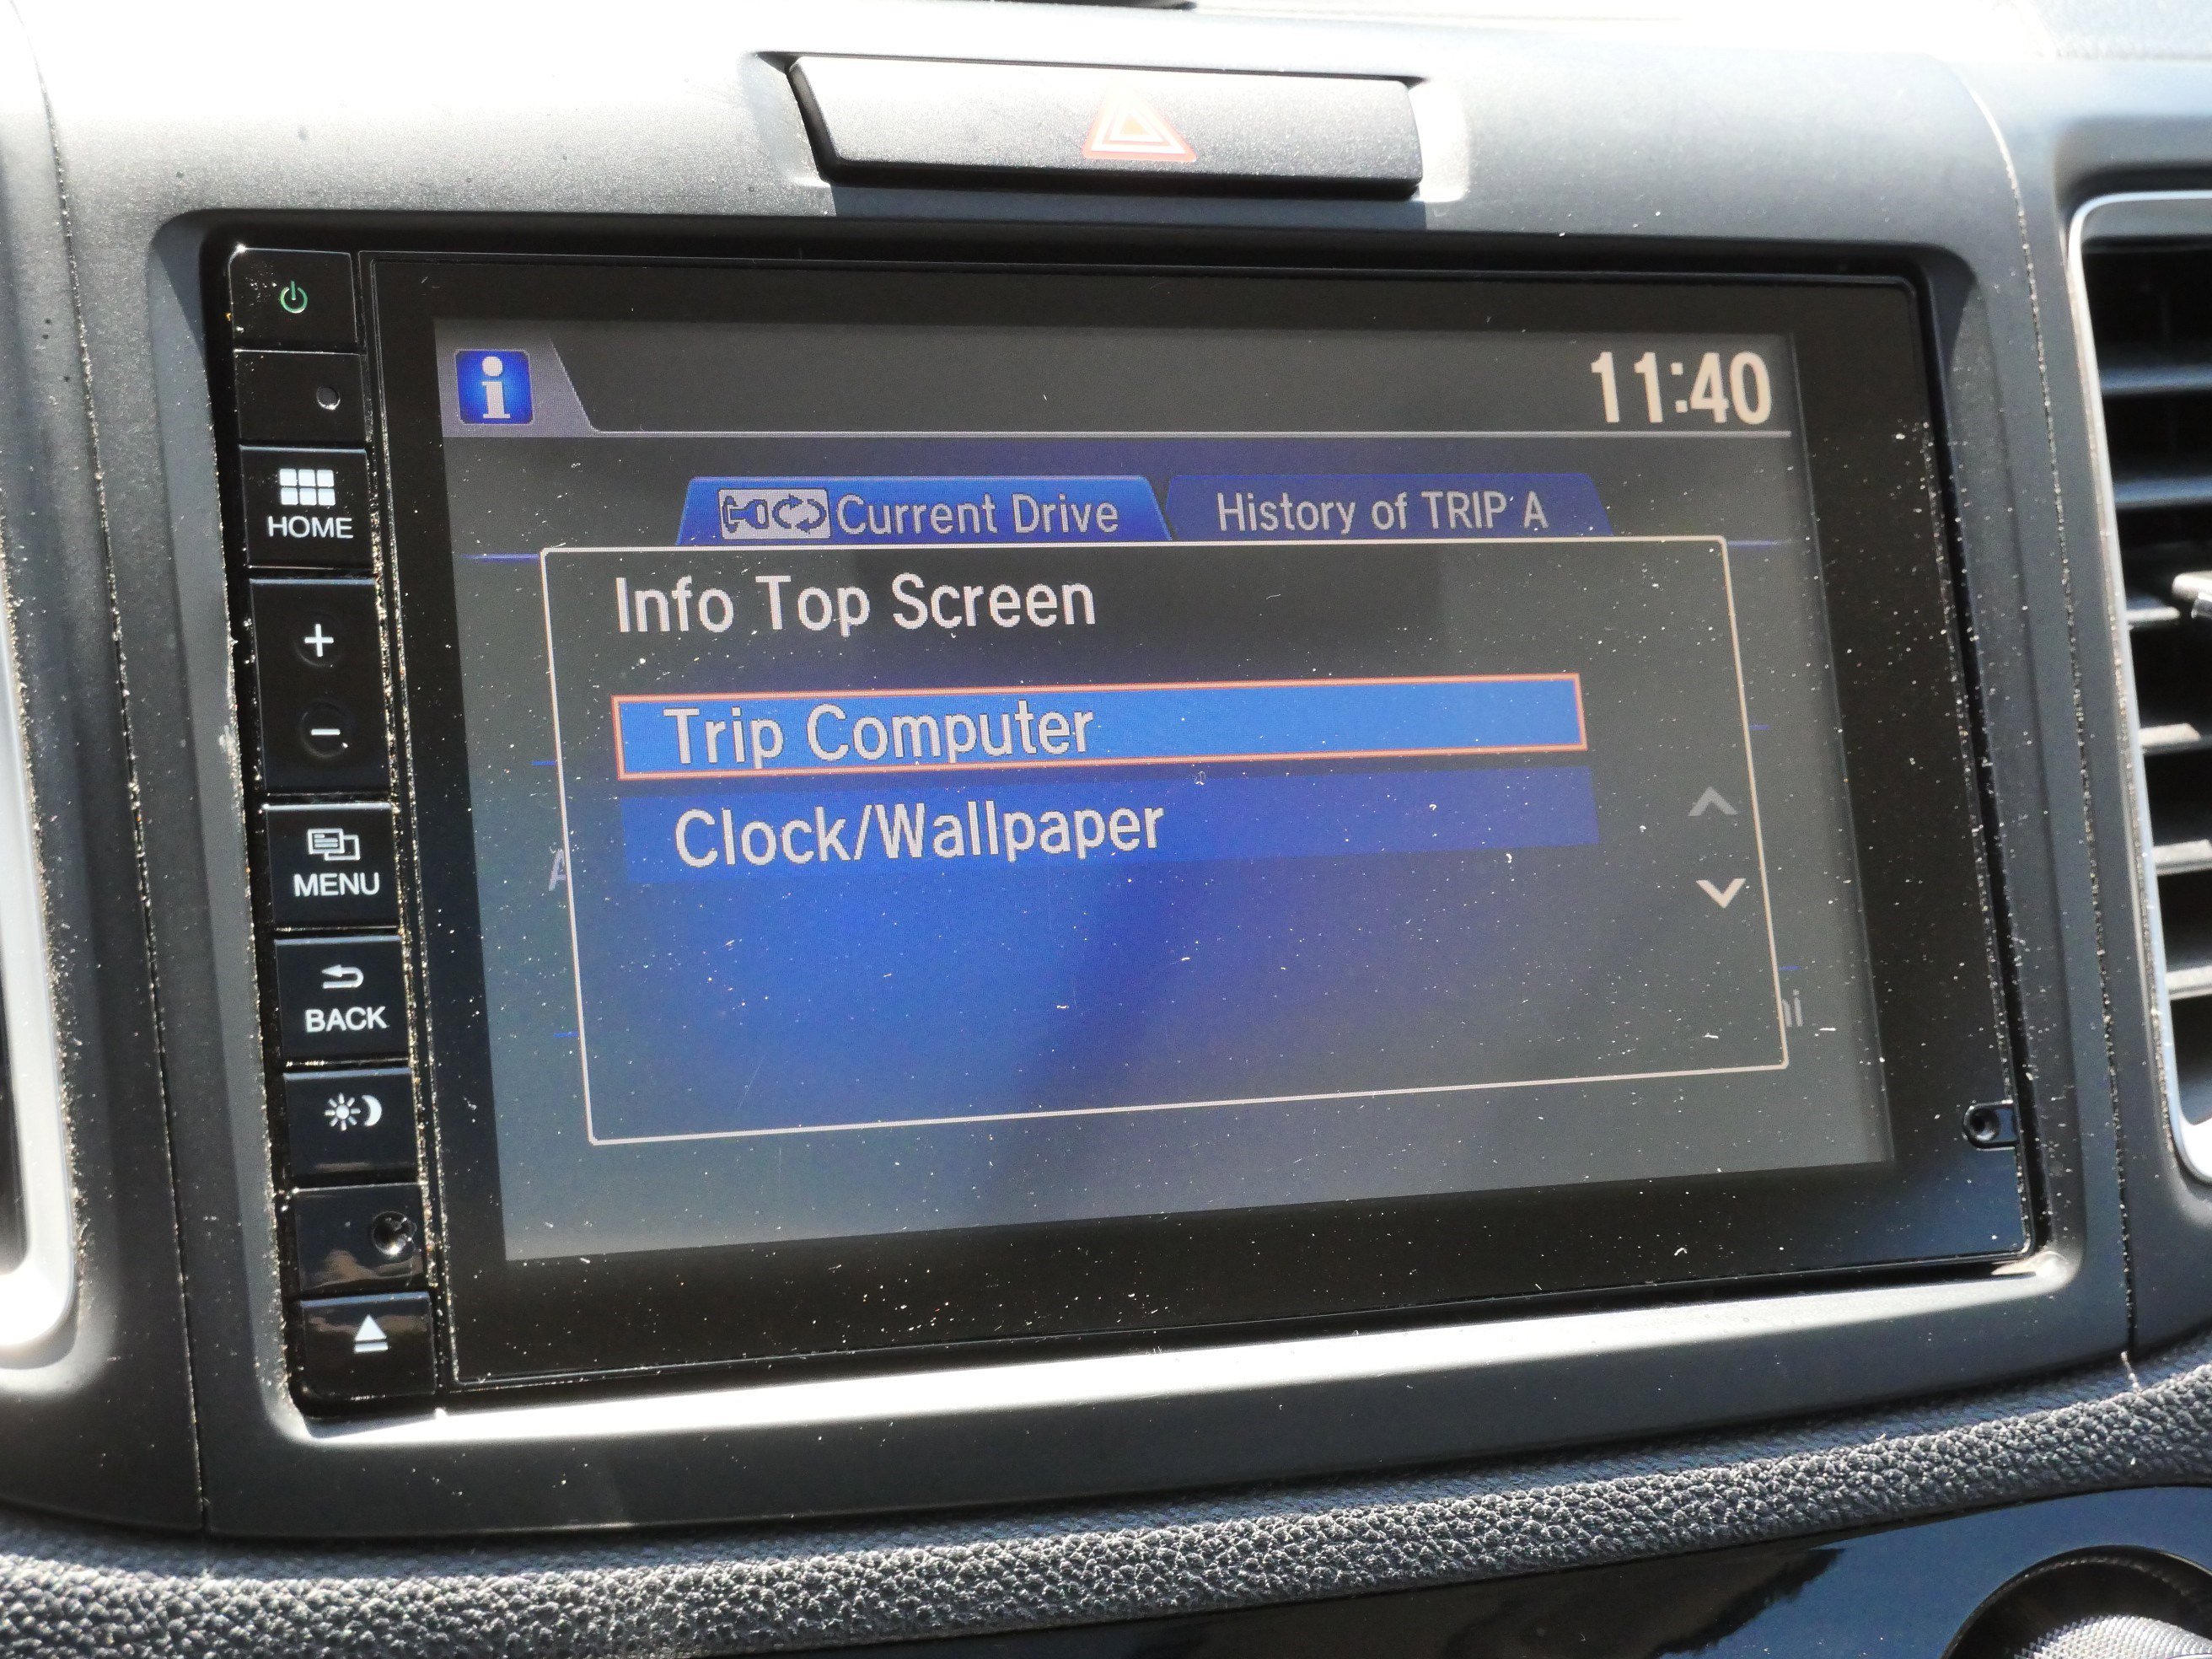 11:40
Current Drive
History of TRIP A
Info Top Screen
Trip Computer
Clock/Wallpaper
HOME
+
−
MENU
BACK